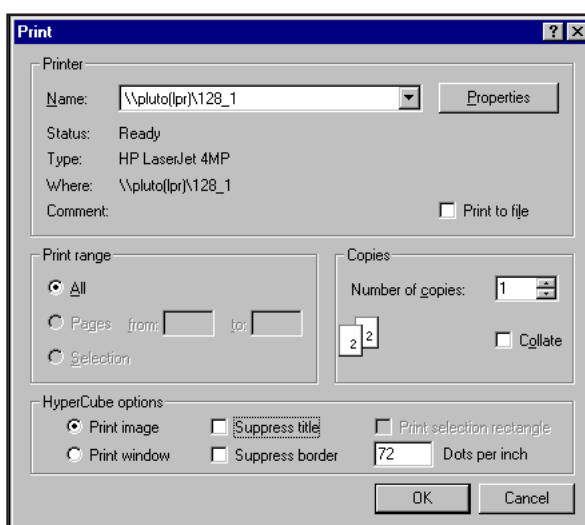 Print
Printer
Name: \\pluto(lpr)\128_1 Properties
Status: Ready
Type: HP LaserJet 4MP
Where: \\pluto(lpr)\128_1
Comment: Print to file
Print range
All
Pages from: to:
Selection
Copies
Number of copies: 1
2 2
Collate
HyperCube options
Print image Suppress title Print selection rectangle
Print window Suppress border 72 Dots per inch
OK Cancel